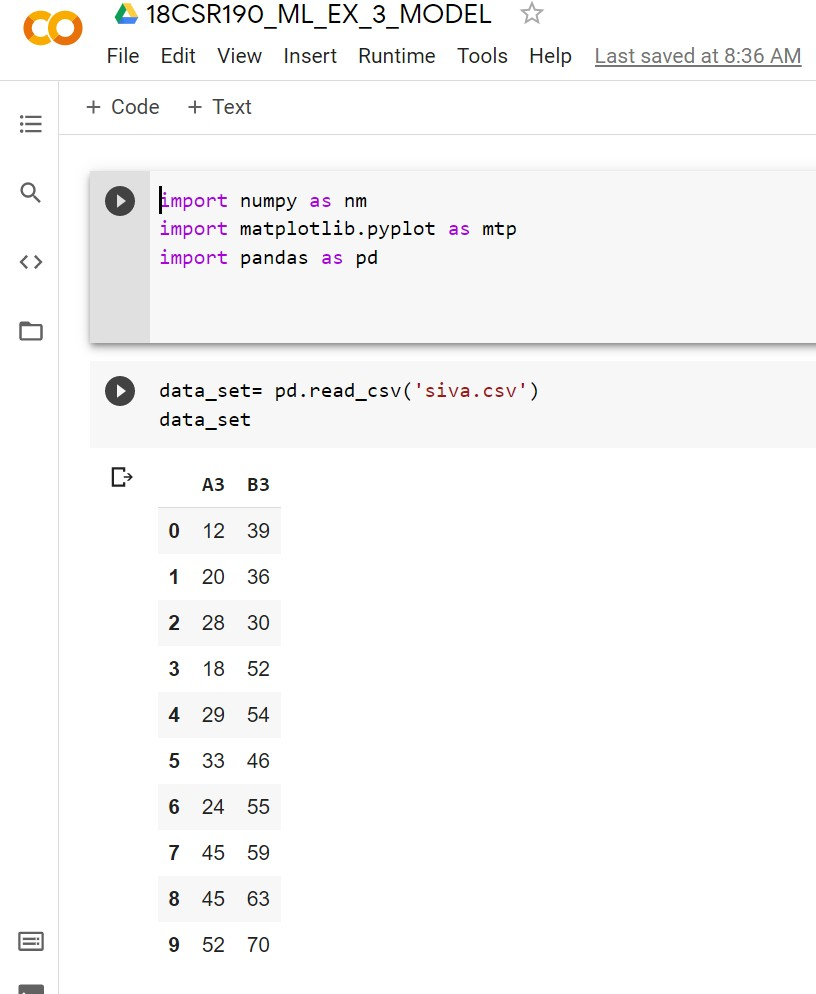 18CSR190_ML_EX_3_MODEL
File Edit View Insert Runtime Tools Help Last saved at 8:36 AM
+ Code + Text
import numpy as nm
import matplotlib.pyplot as mtp
import pandas as pd
data_set= pd.read_csv('siva.csv')
data_set
A3 B3
0 12 39
1 20 36
2 28 30
3 18 52
4 29 54
5 33 46
6 24 55
7 45 59
8 45 63
9 52 70